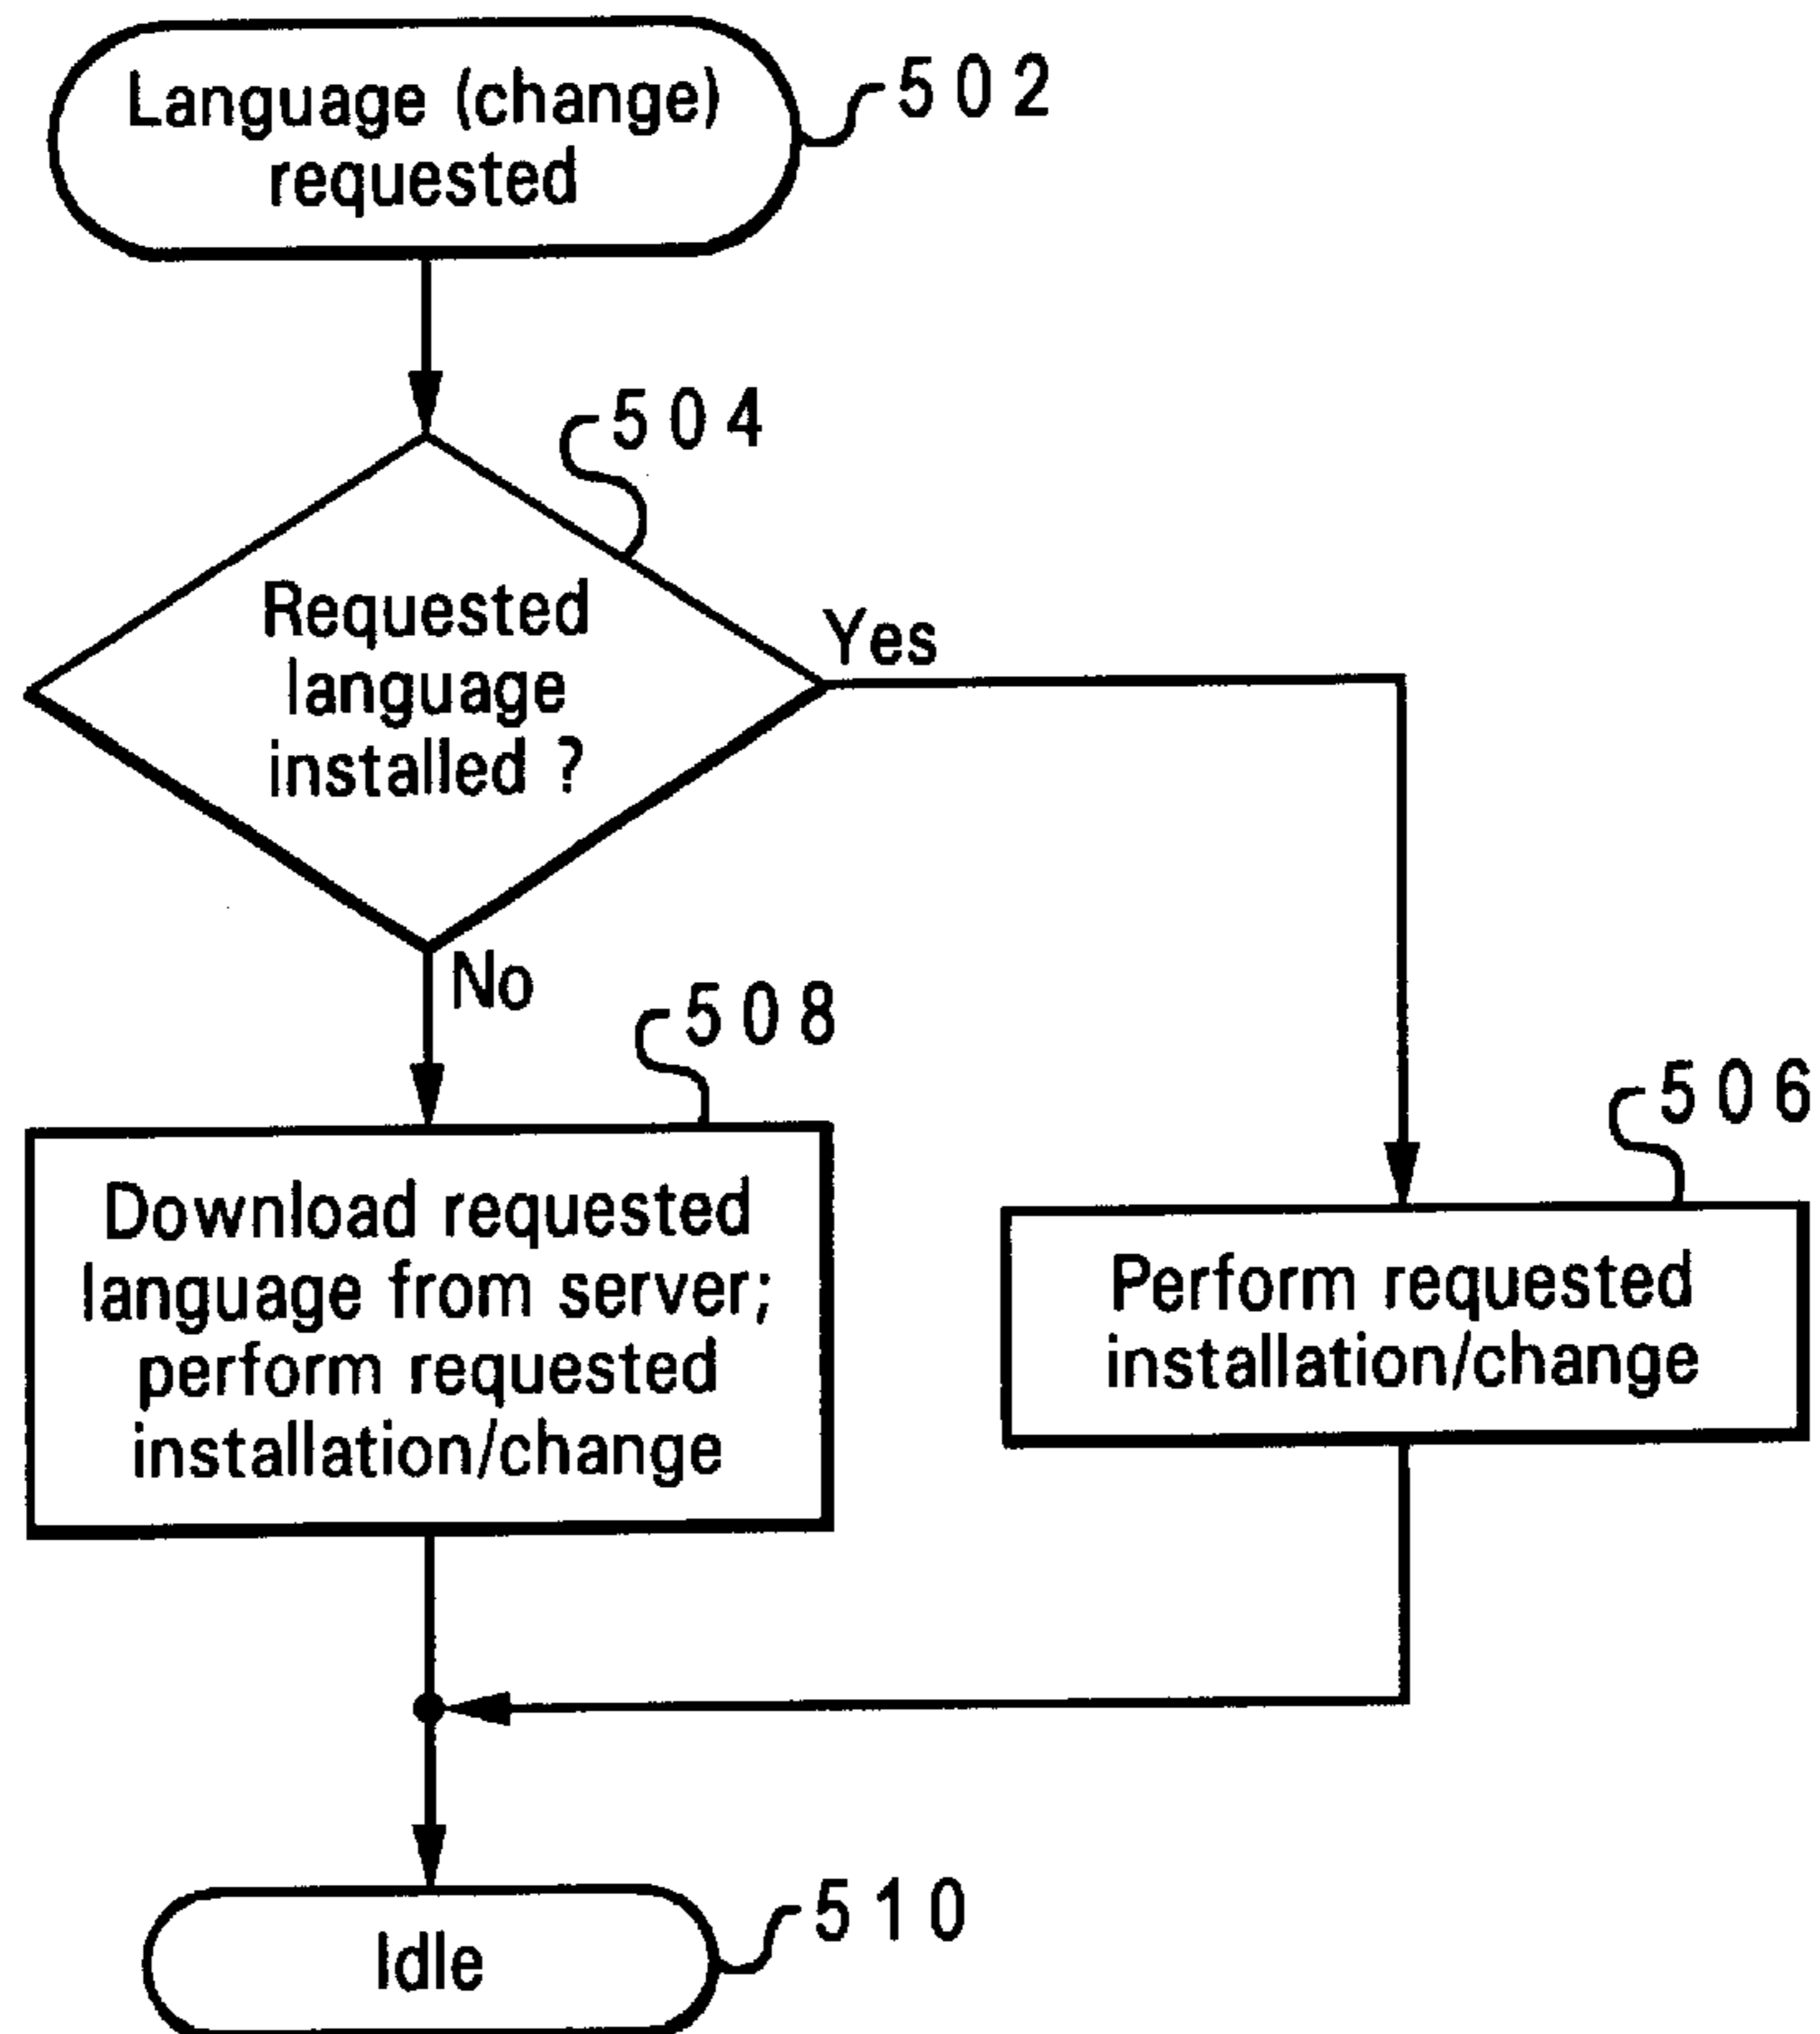 Language (change)
requested
502
504
Requested
language
installed ?
Yes
No
508
Download requested
language from server;
perform requested
installation/change
506
Perform requested
installation/change
Idle
510